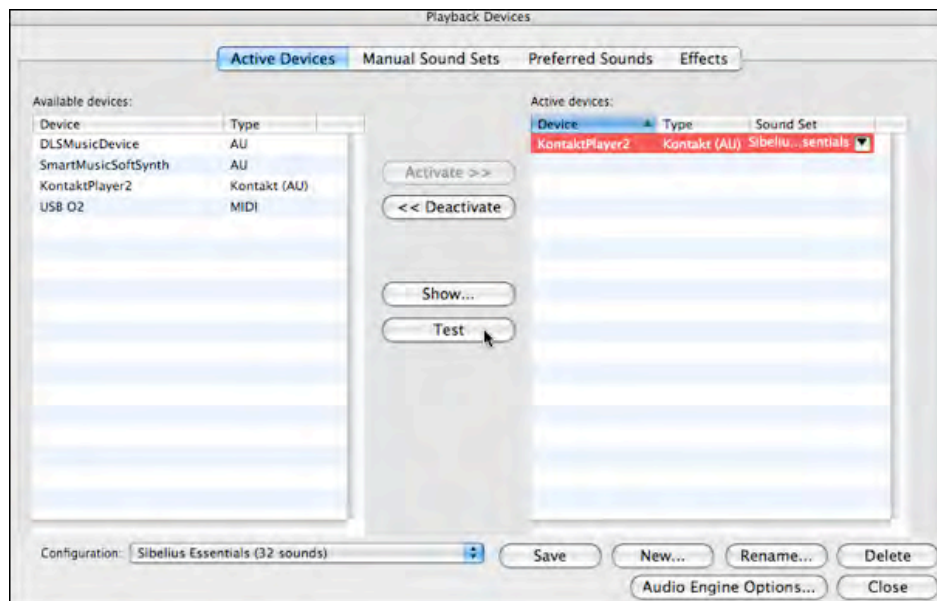 Playback Devices
Active Devices Manual Sound Sets Preferred Sounds Effects
Available devices:
Device Type
DLSMusicDevice AU
SmartMusicSoftSynth AU
KontaktPlayer2 Kontakt (AU)
USB O2 MIDI
Activate >>
<< Deactivate
Show...
Test
Active devices:
Device Type Sound Set
KontaktPlayer2 Kontakt (AU) Sibeliu...sentials
Configuration: Sibelius Essentials (32 sounds)
Save New... Rename... Delete
Audio Engine Options... Close